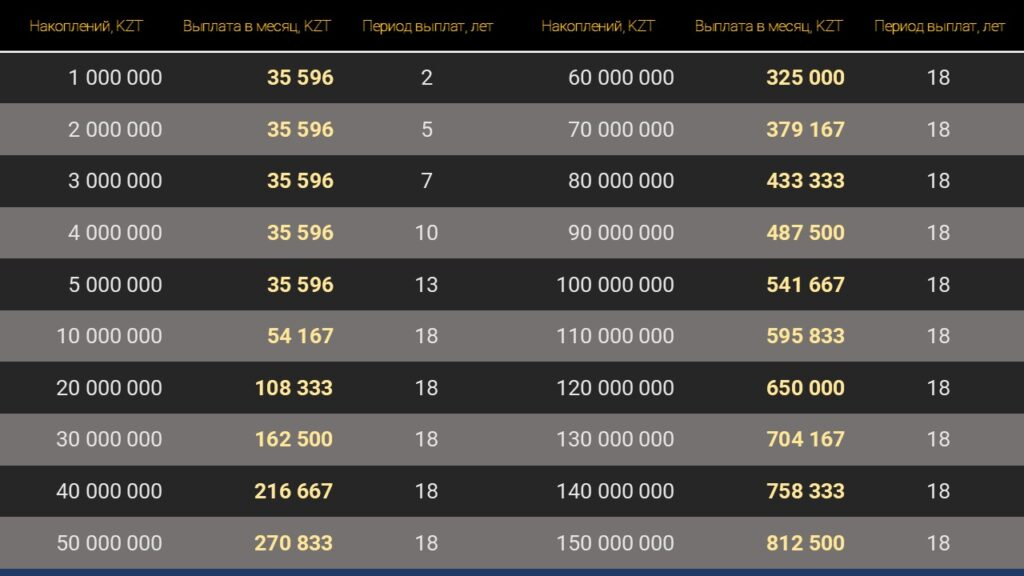 Накоплений, KZT Выплата в месяц, KZT Период выплат, лет Накоплений, KZT Выплата в месяц, KZT Период выплат, лет
1 000 000 35 596 2 60 000 000 325 000 18
2 000 000 35 596 5 70 000 000 379 167 18
3 000 000 35 596 7 80 000 000 433 333 18
4 000 000 35 596 10 90 000 000 487 500 18
5 000 000 35 596 13 100 000 000 541 667 18
10 000 000 54 167 18 110 000 000 595 833 18
20 000 000 108 333 18 120 000 000 650 000 18
30 000 000 162 500 18 130 000 000 704 167 18
40 000 000 216 667 18 140 000 000 758 333 18
50 000 000 270 833 18 150 000 000 812 500 18